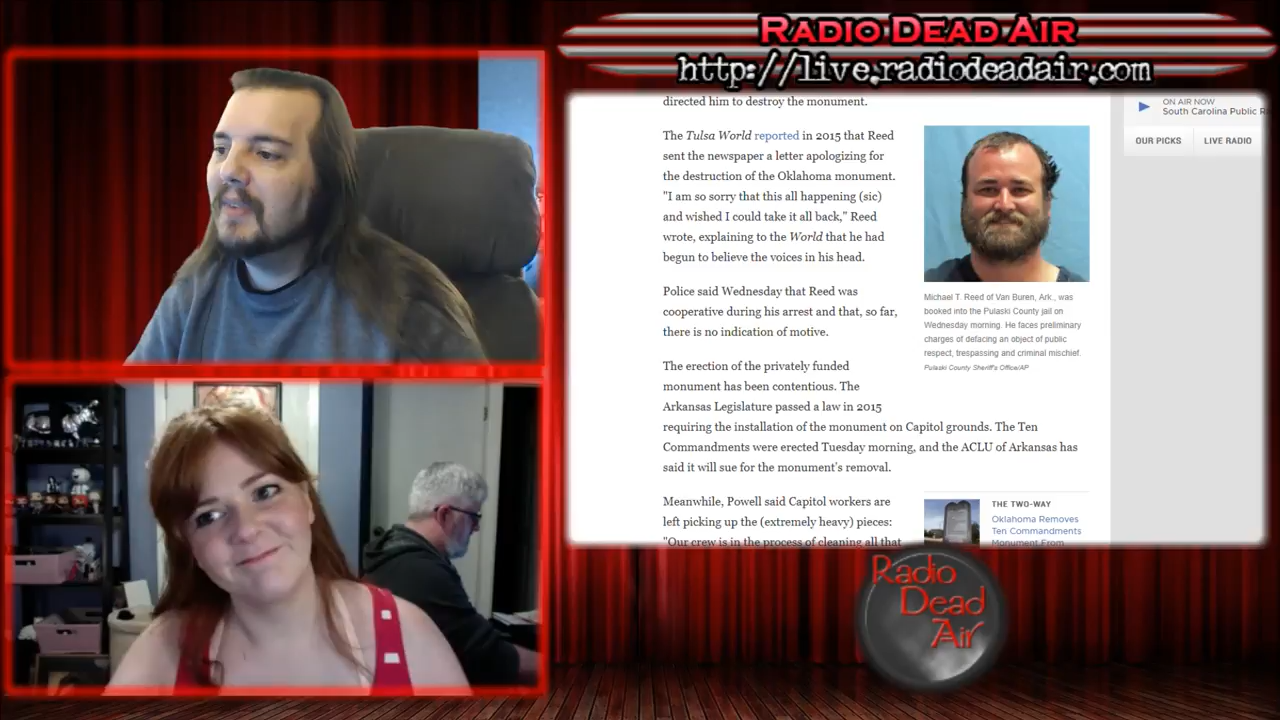 RADIO DEAD AIR
http://live.radiodeadair.com
directed him to destroy the monument.
The Tulsa World reported in 2015 that Reed
sent the newspaper a letter apologizing for
the destruction of the Oklahoma monument.
"I am so sorry that this all happening (sic)
and wished I could take it all back," Reed
wrote, explaining to the World that he had
begun to believe the voices in his head.
Police said Wednesday that Reed was
cooperative during his arrest and that, so far,
there is no indication of motive.
The erection of the privately funded
monument has been contentious. The
Arkansas Legislature passed a law in 2015
requiring the installation of the monument on Capitol grounds. The Ten
Commandments were erected Tuesday morning, and the ACLU of Arkansas has
said it will sue for the monument's removal.
Meanwhile, Powell said Capitol workers are
left picking up the (extremely heavy) pieces:
"Our crew is in the process of cleaning all that
Michael T. Reed of Van Buren, Ark., was
booked into the Pulaski County jail on
Wednesday morning. He faces preliminary
charges of defacing an object of public
respect, trespassing and criminal mischief.
Pulaski County Sheriff's Office/AP
THE TWO-WAY
Oklahoma Removes
Ten Commandments
Monument From
ON AIR NOW
South Carolina Public R
OUR PICKS
LIVE RADIO
Radio
Dead
Air